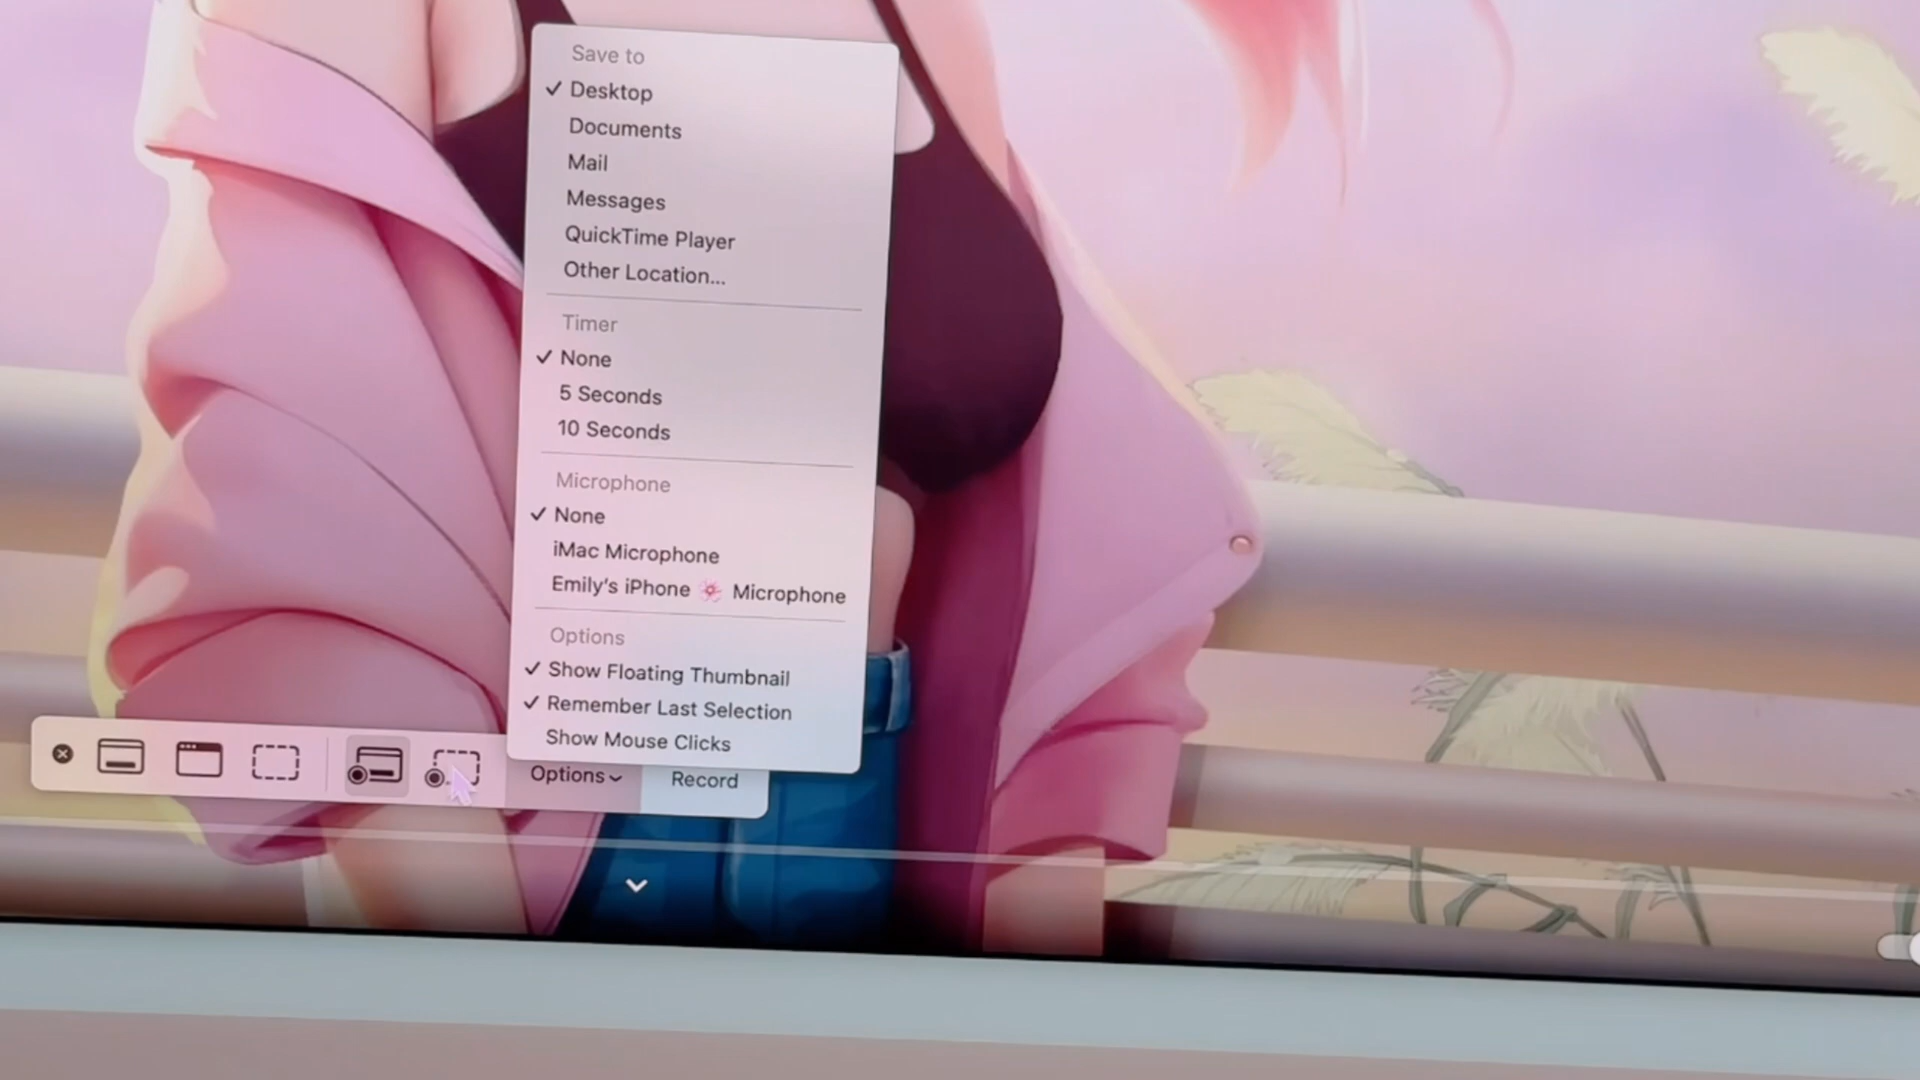 Save to
✓ Desktop
Documents
Mail
Messages
QuickTime Player
Other Location...
Timer
✓ None
5 Seconds
10 Seconds
Microphone
✓ None
iMac Microphone
Emily's iPhone 🌸 Microphone
Options
✓ Show Floating Thumbnail
✓ Remember Last Selection
Show Mouse Clicks
Options
Record